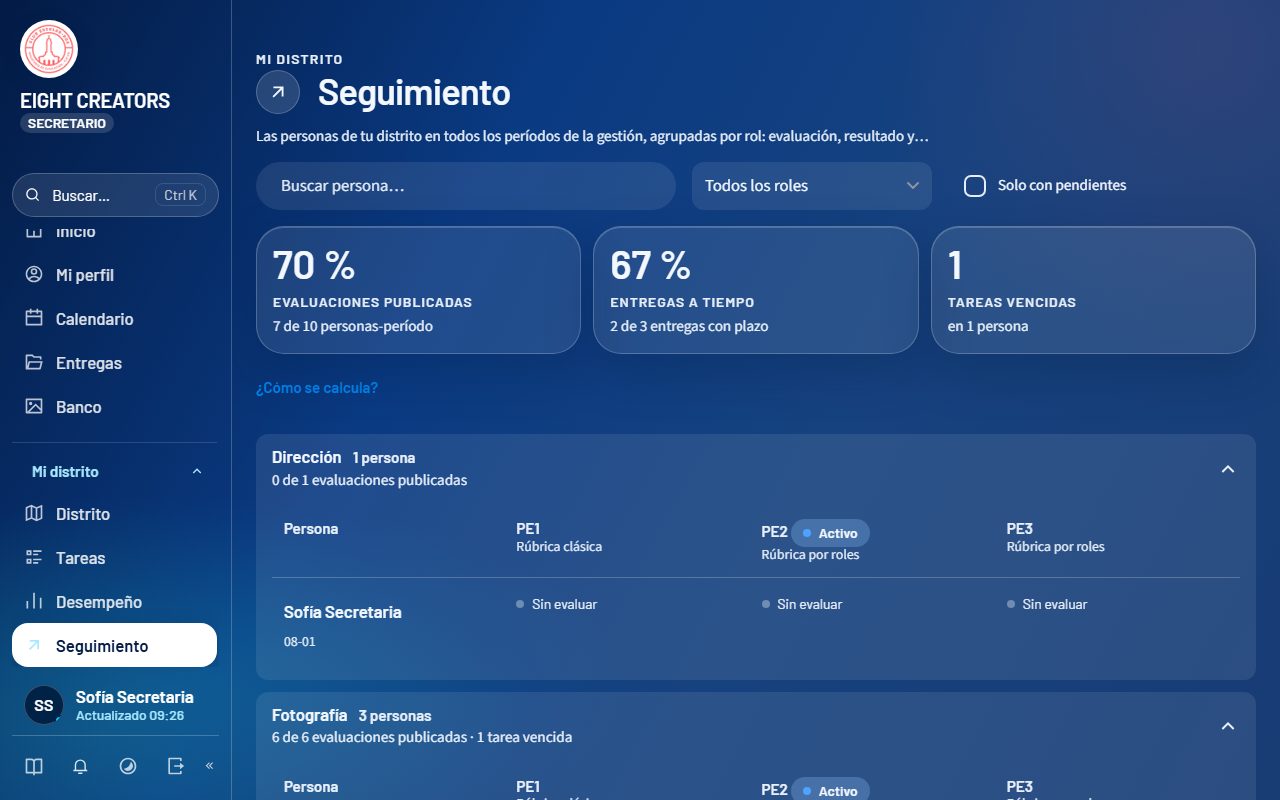 EIGHT CREATORS
SECRETARIO
Buscar...
Ctrl K
Inicio
Mi perfil
Calendario
Entregas
Banco
Mi distrito
Distrito
Tareas
Desempeño
Seguimiento
SS
Sofía Secretaria
Actualizado 09:26
«
MI DISTRITO
Seguimiento
Las personas de tu distrito en todos los períodos de la gestión, agrupadas por rol: evaluación, resultado y…
Buscar persona…
Todos los roles
Solo con pendientes
70 %
EVALUACIONES PUBLICADAS
7 de 10 personas-período
67 %
ENTREGAS A TIEMPO
2 de 3 entregas con plazo
1
TAREAS VENCIDAS
en 1 persona
¿Cómo se calcula?
Dirección 1 persona
0 de 1 evaluaciones publicadas
Persona
PE1
Rúbrica clásica
PE2 Activo
Rúbrica por roles
PE3
Rúbrica por roles
Sofía Secretaria
08-01
Sin evaluar
Sin evaluar
Sin evaluar
Fotografía 3 personas
6 de 6 evaluaciones publicadas · 1 tarea vencida
Persona
PE1
PE2 Activo
PE3